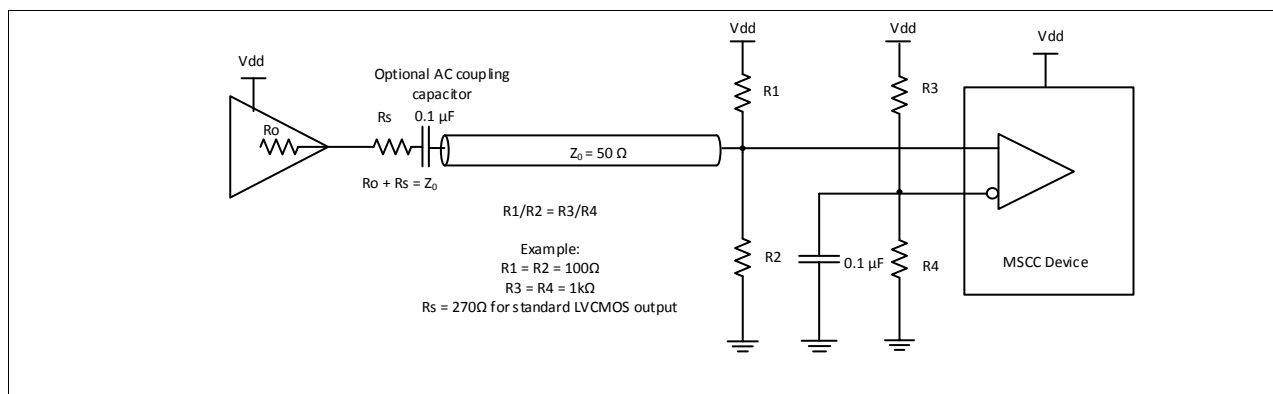 Vdd
Vdd
Vdd
Vdd
Optional AC coupling
capacitor
0.1 µF
Rs
Ro
R1
R3
Z₀ = 50 Ω
Ro + Rs = Z₀
R1/R2 = R3/R4
Example:
R1 = R2 = 100Ω
R3 = R4 = 1kΩ
Rs = 270Ω for standard LVCMOS output
R2
0.1 µF
R4
MSCC Device